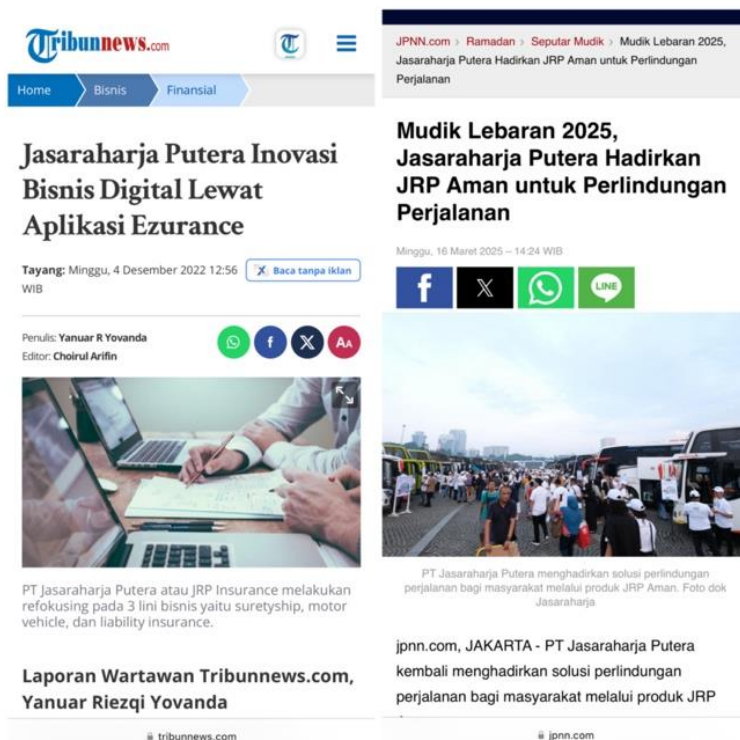 Tribunnews.com
Home
Bisnis
Finansial
Jasaraharja Putera Inovasi
Bisnis Digital Lewat
Aplikasi Ezurance
Tayang: Minggu, 4 Desember 2022 12:56
WIB
Baca tanpa iklan
Penulis: Yanuar R Yovanda
Editor: Choirul Arifin
AA
PT Jasaraharja Putera atau JRP Insurance melakukan
refokusing pada 3 lini bisnis yaitu suretyship, motor
vehicle, dan liability insurance.
Laporan Wartawan Tribunnews.com,
Yanuar Riezqi Yovanda
tribunnews.com
JPNN.com › Ramadan › Seputar Mudik › Mudik Lebaran 2025,
Jasaraharja Putera Hadirkan JRP Aman untuk Perlindungan
Perjalanan
Mudik Lebaran 2025,
Jasaraharja Putera Hadirkan
JRP Aman untuk Perlindungan
Perjalanan
Minggu, 16 Maret 2025 – 14:24 WIB
LINE
PT Jasaraharja Putera menghadirkan solusi perlindungan
perjalanan bagi masyarakat melalui produk JRP Aman. Foto dok
Jasaraharja
jpnn.com, JAKARTA - PT Jasaraharja Putera
kembali menghadirkan solusi perlindungan
perjalanan bagi masyarakat melalui produk JRP
jpnn.com